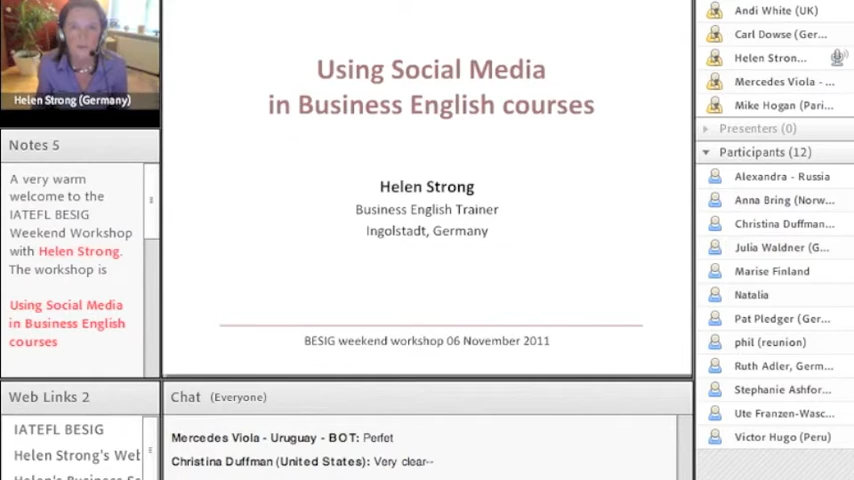 Helen Strong (Germany)
Notes 5
A very warm
welcome to the
IATEFL BESIG
Weekend Workshop
with Helen Strong.
The workshop is
Using Social Media
in Business English
courses
Web Links 2
IATEFL BESIG
Helen Strong's Web
Helen's Business
Using Social Media
in Business English courses
Helen Strong
Business English Trainer
Ingolstadt, Germany
BESIG weekend workshop 06 November 2011
Chat (Everyone)
Mercedes Viola - Uruguay - BOT: Perfet
Christina Duffman (United States): Very clear--
Andi White (UK)
Carl Dowse (Ger...
Helen Stron...
Mercedes Viola - ...
Mike Hogan (Pari...
Presenters (0)
Participants (12)
Alexandra - Russia
Anna Bring (Norw...
Christina Duffman...
Julia Waldner (G...
Marise Finland
Natalia
Pat Pledger (Ger...
phil (reunion)
Ruth Adler, Germ...
Stephanie Ashfor...
Ute Franzen-Wasc...
Victor Hugo (Peru)